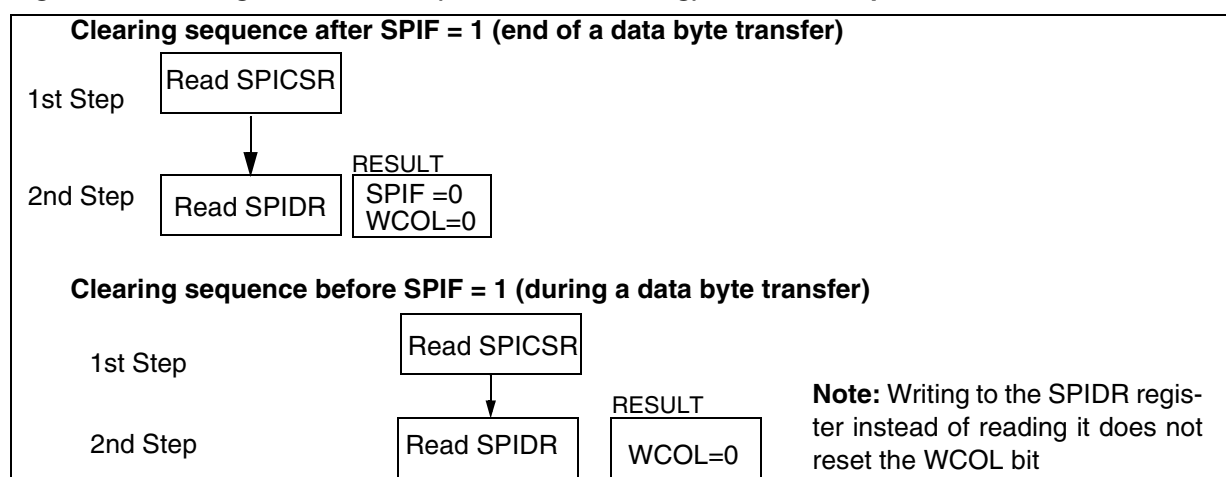 Clearing sequence after SPIF = 1 (end of a data byte transfer)
1st Step
Read SPICSR
RESULT
2nd Step
Read SPIDR
SPIF =0
WCOL=0
Clearing sequence before SPIF = 1 (during a data byte transfer)
1st Step
Read SPICSR
RESULT
2nd Step
Read SPIDR
WCOL=0
Note: Writing to the SPIDR regis-
ter instead of reading it does not
reset the WCOL bit